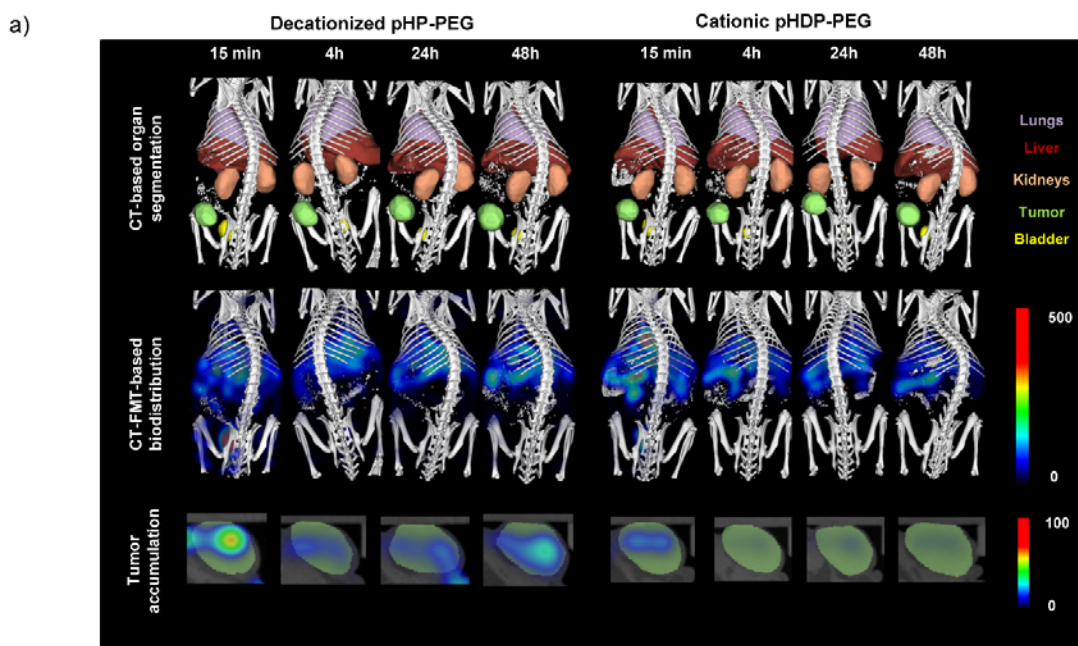 a)
Decationized pHP-PEG
Cationic pHDP-PEG
15 min 4h 24h 48h
15 min 4h 24h 48h
CT-based organ
segmentation
Lungs
Liver
Kidneys
Tumor
Bladder
CT-FMT-based
biodistribution
500
0
Tumor
accumulation
100
0